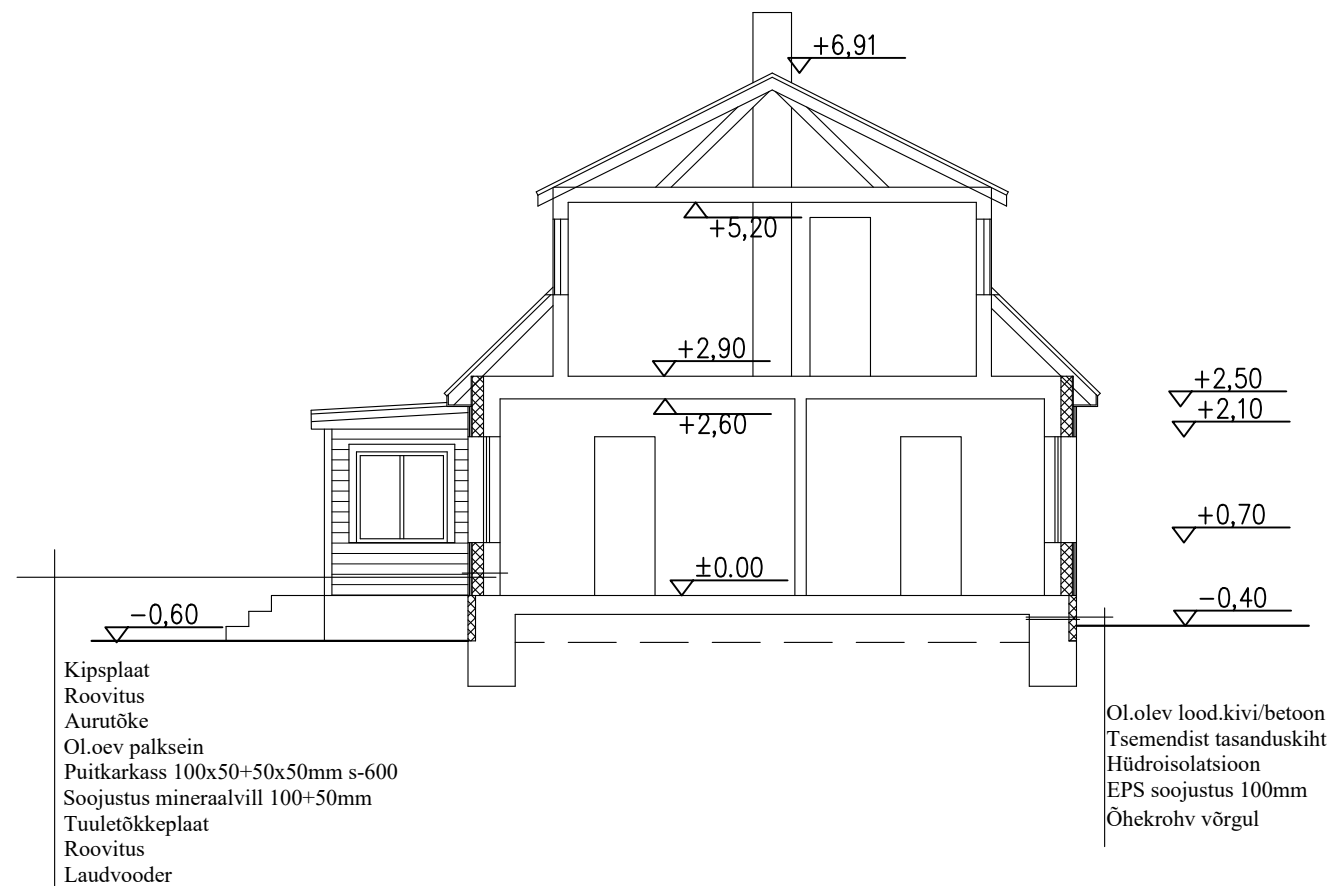 +6,91
+5,20
+2,90
+2,50
+2,10
+2,60
+0,70
±0.00
-0,60
-0,40
Kipsplaat
Roovitus
Aurutõke
Ol.oev palksein
Puitkarkass 100x50+50x50mm s-600
Soojustus mineraalvill 100+50mm
Tuuletõkkeplaat
Roovitus
Laudvooder
Ol.olev lood.kivi/betoon
Tsemendist tasanduskiht
Hüdroisolatsioon
EPS soojustus 100mm
Õhekrohv võrgul